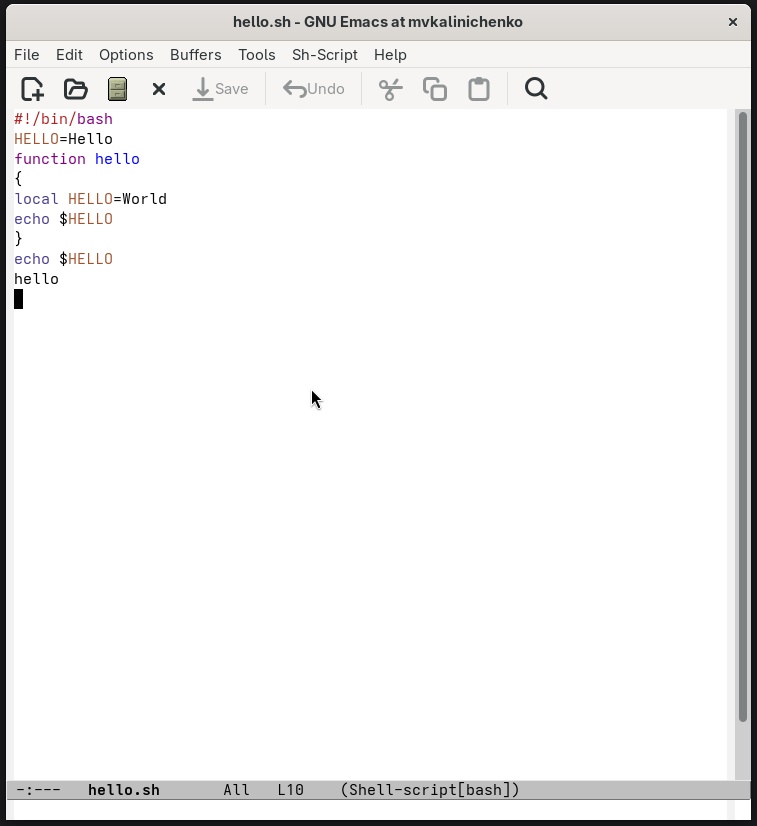 hello.sh - GNU Emacs at mvkalinichenko
File Edit Options Buffers Tools Sh-Script Help
Save Undo
#!/bin/bash
HELLO=Hello
function hello
{
local HELLO=World
echo $HELLO
}
echo $HELLO
hello
-:--- hello.sh All L10 (Shell-script[bash])